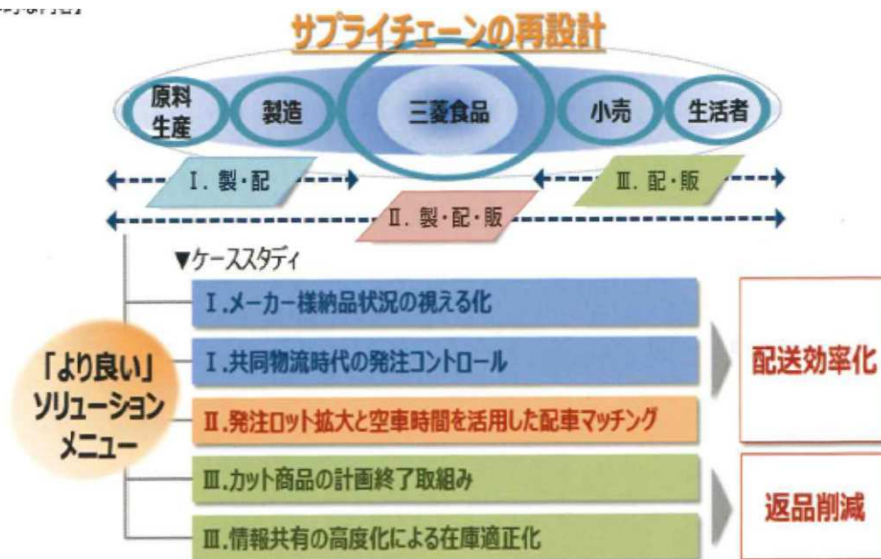 サプライチェーンの再設計
原料
生産
製造
三菱食品
小売
生活者
Ⅰ. 製・配
Ⅲ. 配・販
Ⅱ. 製・配・販
▼ケーススタディ
「より良い」
ソリューション
メニュー
Ⅰ.メーカー様納品状況の視える化
Ⅰ.共同物流時代の発注コントロール
Ⅱ.発注ロット拡大と空車時間を活用した配車マッチング
Ⅲ.カット商品の計画終了取組み
Ⅲ.情報共有の高度化による在庫適正化
配送効率化
返品削減